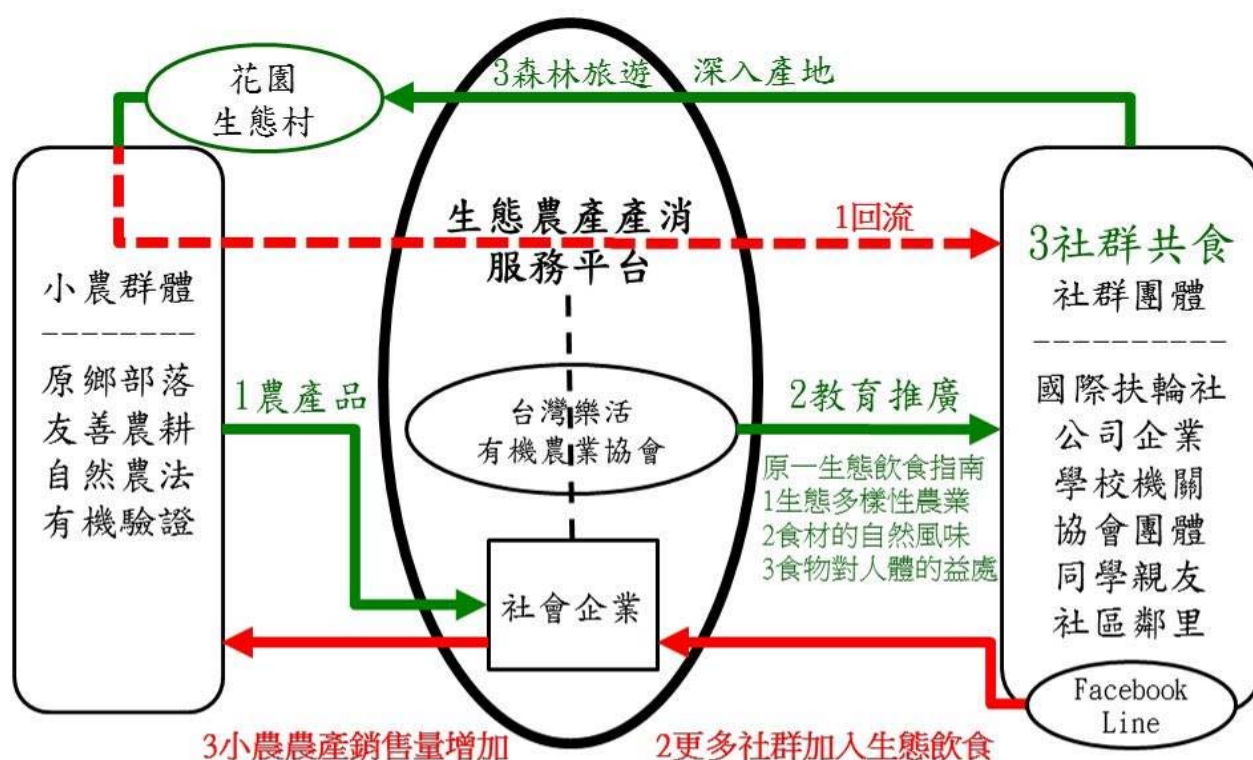 3森林旅遊 深入產地
花園
生態村
小農群體
--------
原鄉部落
友善農耕
自然農法
有機驗證
1農產品
生態農產產消
服務平台
台灣樂活
有機農業協會
社會企業
1回流
2教育推廣
原一生態飲食指南
1生態多樣性農業
2食材的自然風味
3食物對人體的益處
3社群共食
社群團體
----------
國際扶輪社
公司企業
學校機關
協會團體
同學親友
社區鄰里
Facebook
Line
3小農農產銷售量增加
2更多社群加入生態飲食